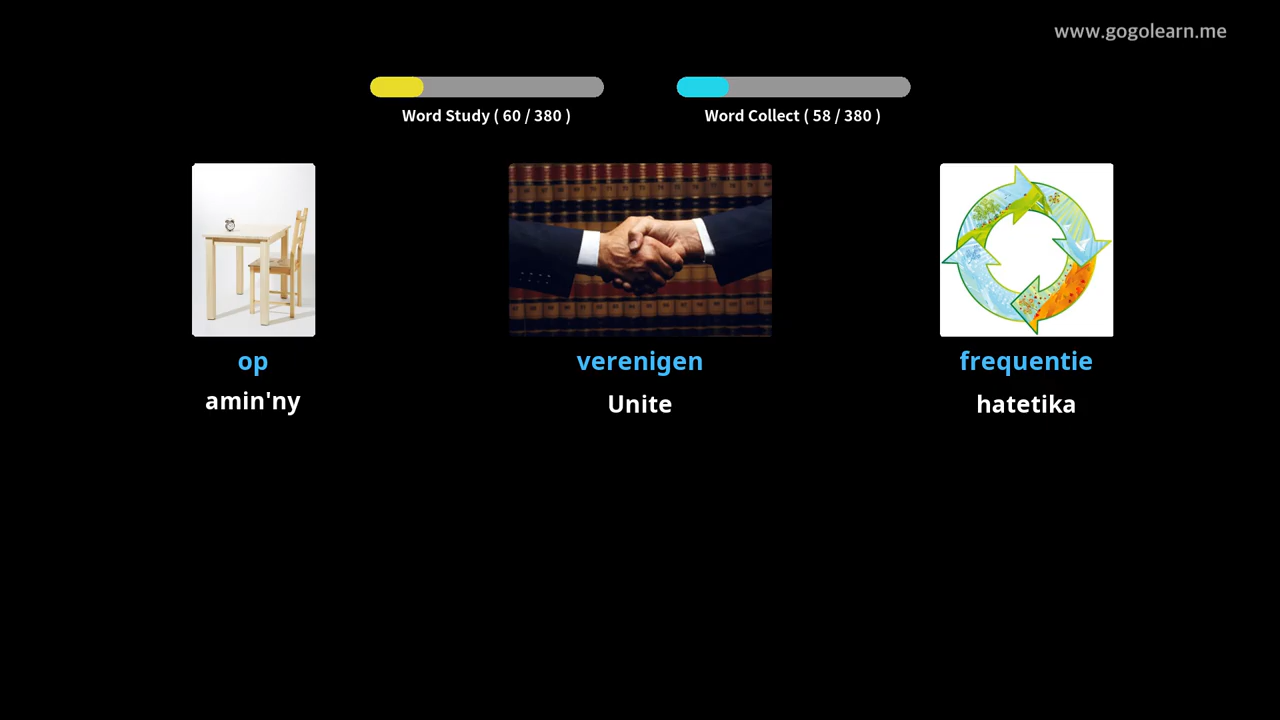 www.gogolearn.me
Word Study ( 60 / 380 )
Word Collect ( 58 / 380 )
op
verenigen
frequentie
amin'ny
Unite
hatetika